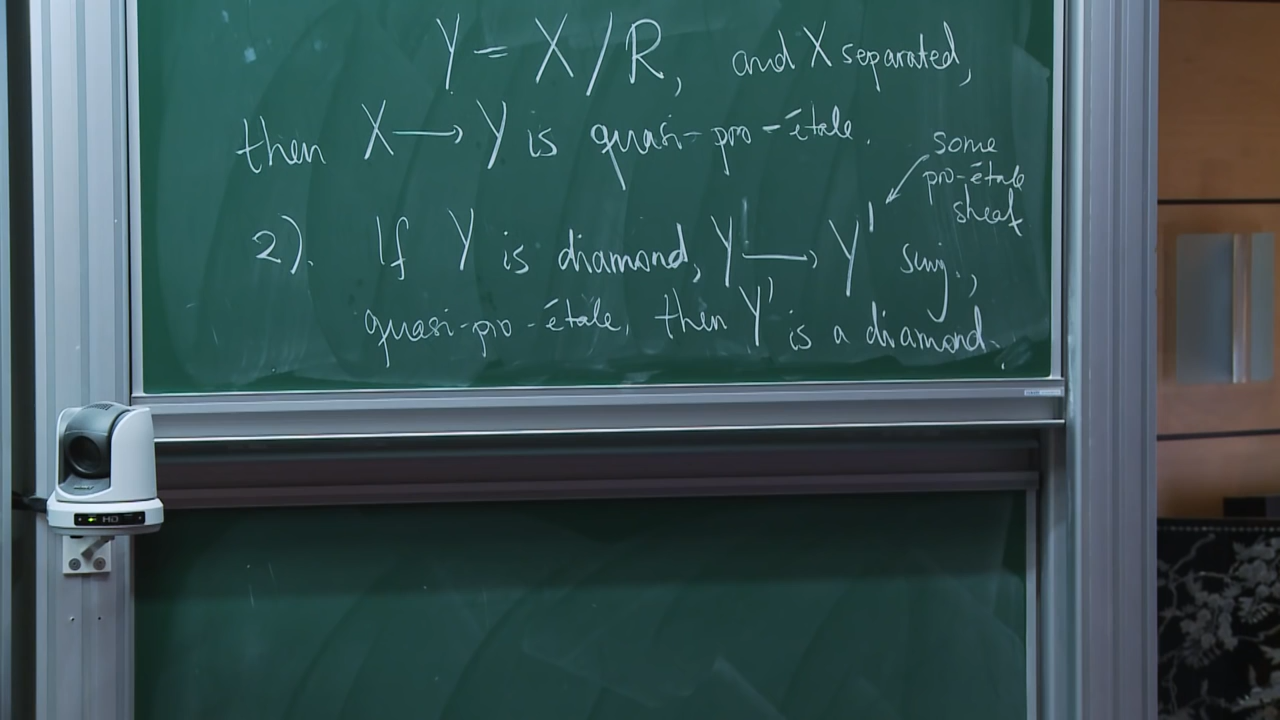 Y = X / R, and X separated,
then X → Y is quasi-pro-étale.
some
pro-étale
sheaf
2). If Y is diamond, Y → Y' surj.,
quasi-pro-étale, then Y' is a diamond.
HD